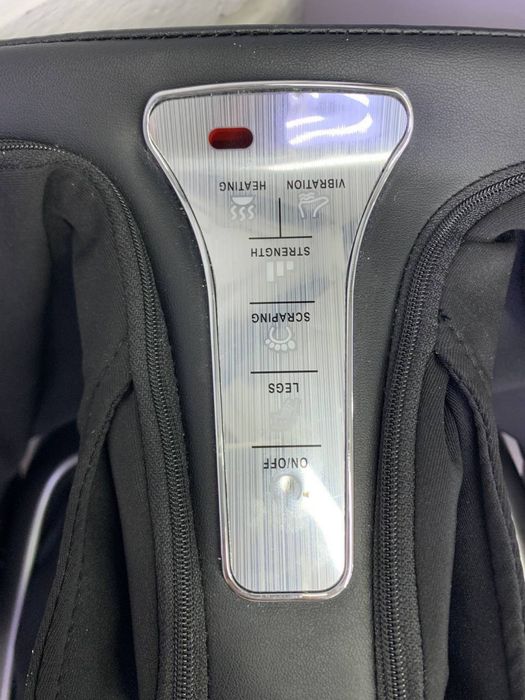 ON/OFF
LEGS
SCRAPING
STRENGTH
VIBRATION
HEATING